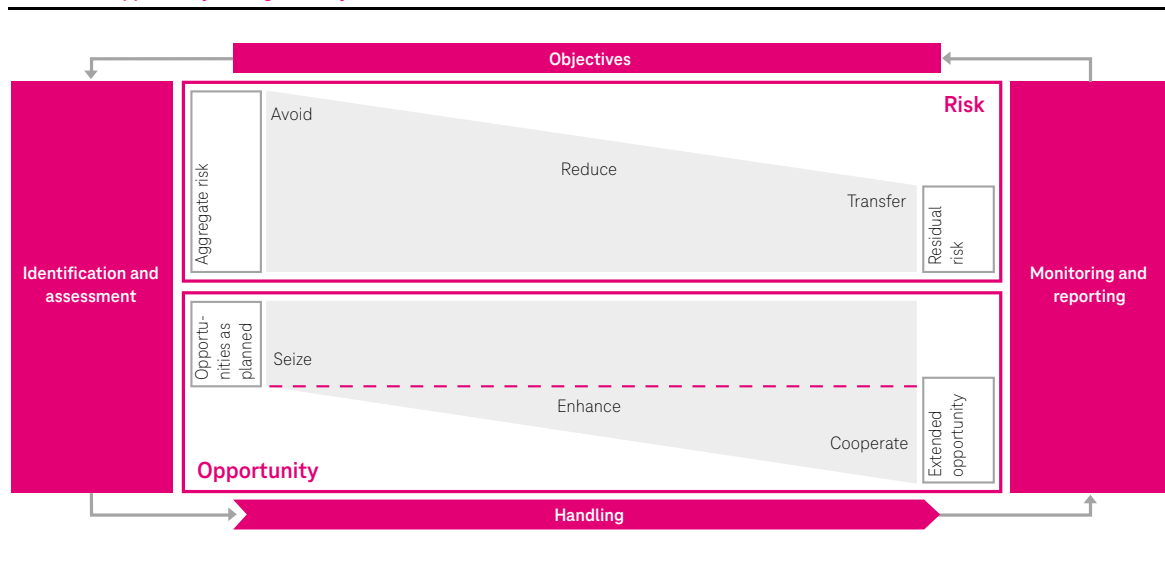 Objectives
Risk
Avoid
Reduce
Transfer
Aggregate risk
Residual
risk
Identification and
assessment
Monitoring and
reporting
Opportu-
nities as
planned
Seize
Enhance
Cooperate
Extended
opportunity
Opportunity
Handling